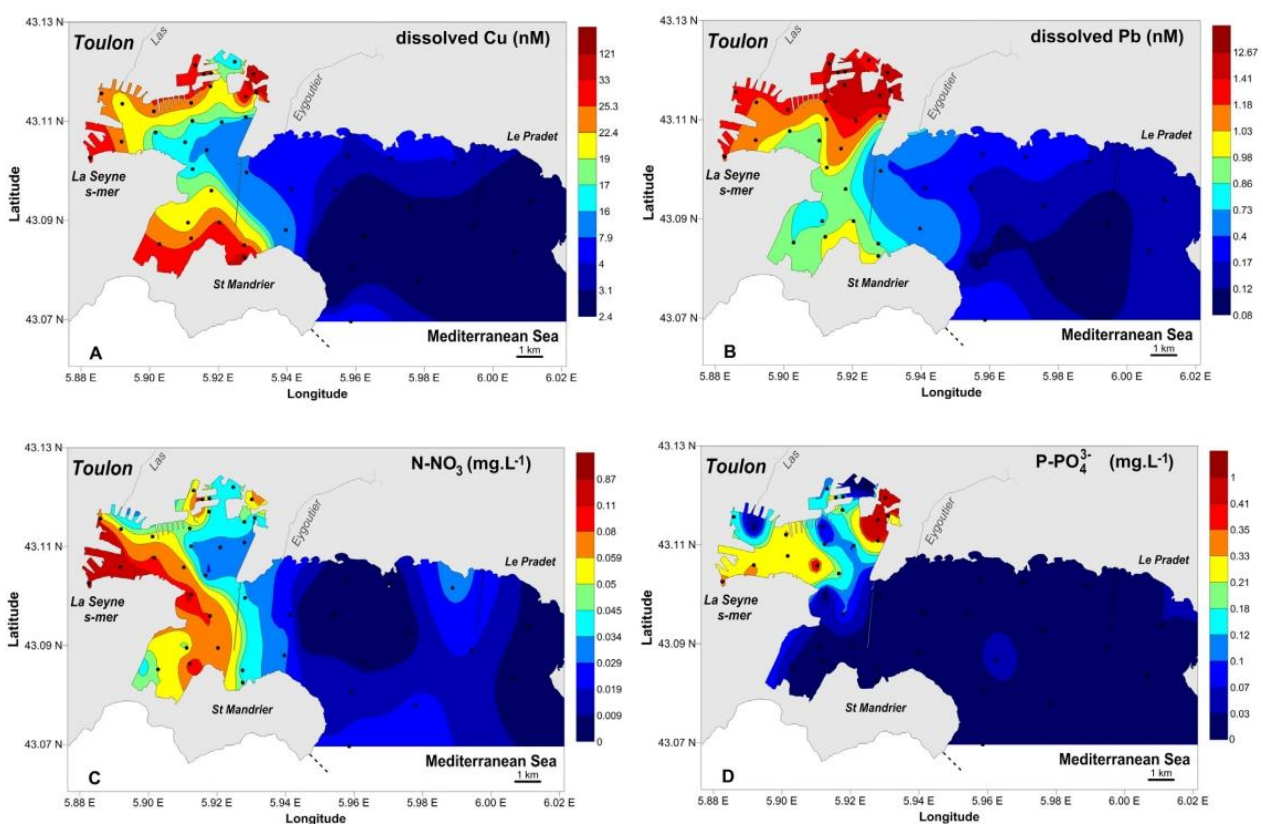 43.13 N
Toulon
Las
dissolved Cu (nM)
121
33
25.3
22.4
19
17
16
7.9
4
3.1
2.4
43.11 N
Eygoutier
Le Pradet
La Seyne
s-mer
Latitude
43.09 N
St Mandrier
43.07 N
Mediterranean Sea
A
1 km
5.88 E
5.90 E
5.92 E
5.94 E
5.96 E
5.98 E
6.00 E
6.02 E
Longitude
43.13 N
Toulon
Las
dissolved Pb (nM)
12.67
1.41
1.18
1.03
0.98
0.86
0.73
0.4
0.17
0.12
0.08
43.11 N
Eygoutier
Le Pradet
La Seyne
s-mer
Latitude
43.09 N
St Mandrier
43.07 N
Mediterranean Sea
B
1 km
5.88 E
5.90 E
5.92 E
5.94 E
5.96 E
5.98 E
6.00 E
6.02 E
Longitude
43.13 N
Toulon
Las
N-NO₃ (mg.L⁻¹)
0.87
0.11
0.08
0.059
0.05
0.045
0.034
0.029
0.019
0.009
0
43.11 N
Eygoutier
Le Pradet
La Seyne
s-mer
Latitude
43.09 N
St Mandrier
43.07 N
Mediterranean Sea
C
1 km
5.88 E
5.90 E
5.92 E
5.94 E
5.96 E
5.98 E
6.00 E
6.02 E
Longitude
43.13 N
Toulon
Las
P-PO₄³⁻ (mg.L⁻¹)
1
0.41
0.35
0.33
0.21
0.18
0.12
0.1
0.07
0.03
0
43.11 N
Eygoutier
Le Pradet
La Seyne
s-mer
Latitude
43.09 N
St Mandrier
43.07 N
Mediterranean Sea
D
1 km
5.88 E
5.90 E
5.92 E
5.94 E
5.96 E
5.98 E
6.00 E
6.02 E
Longitude